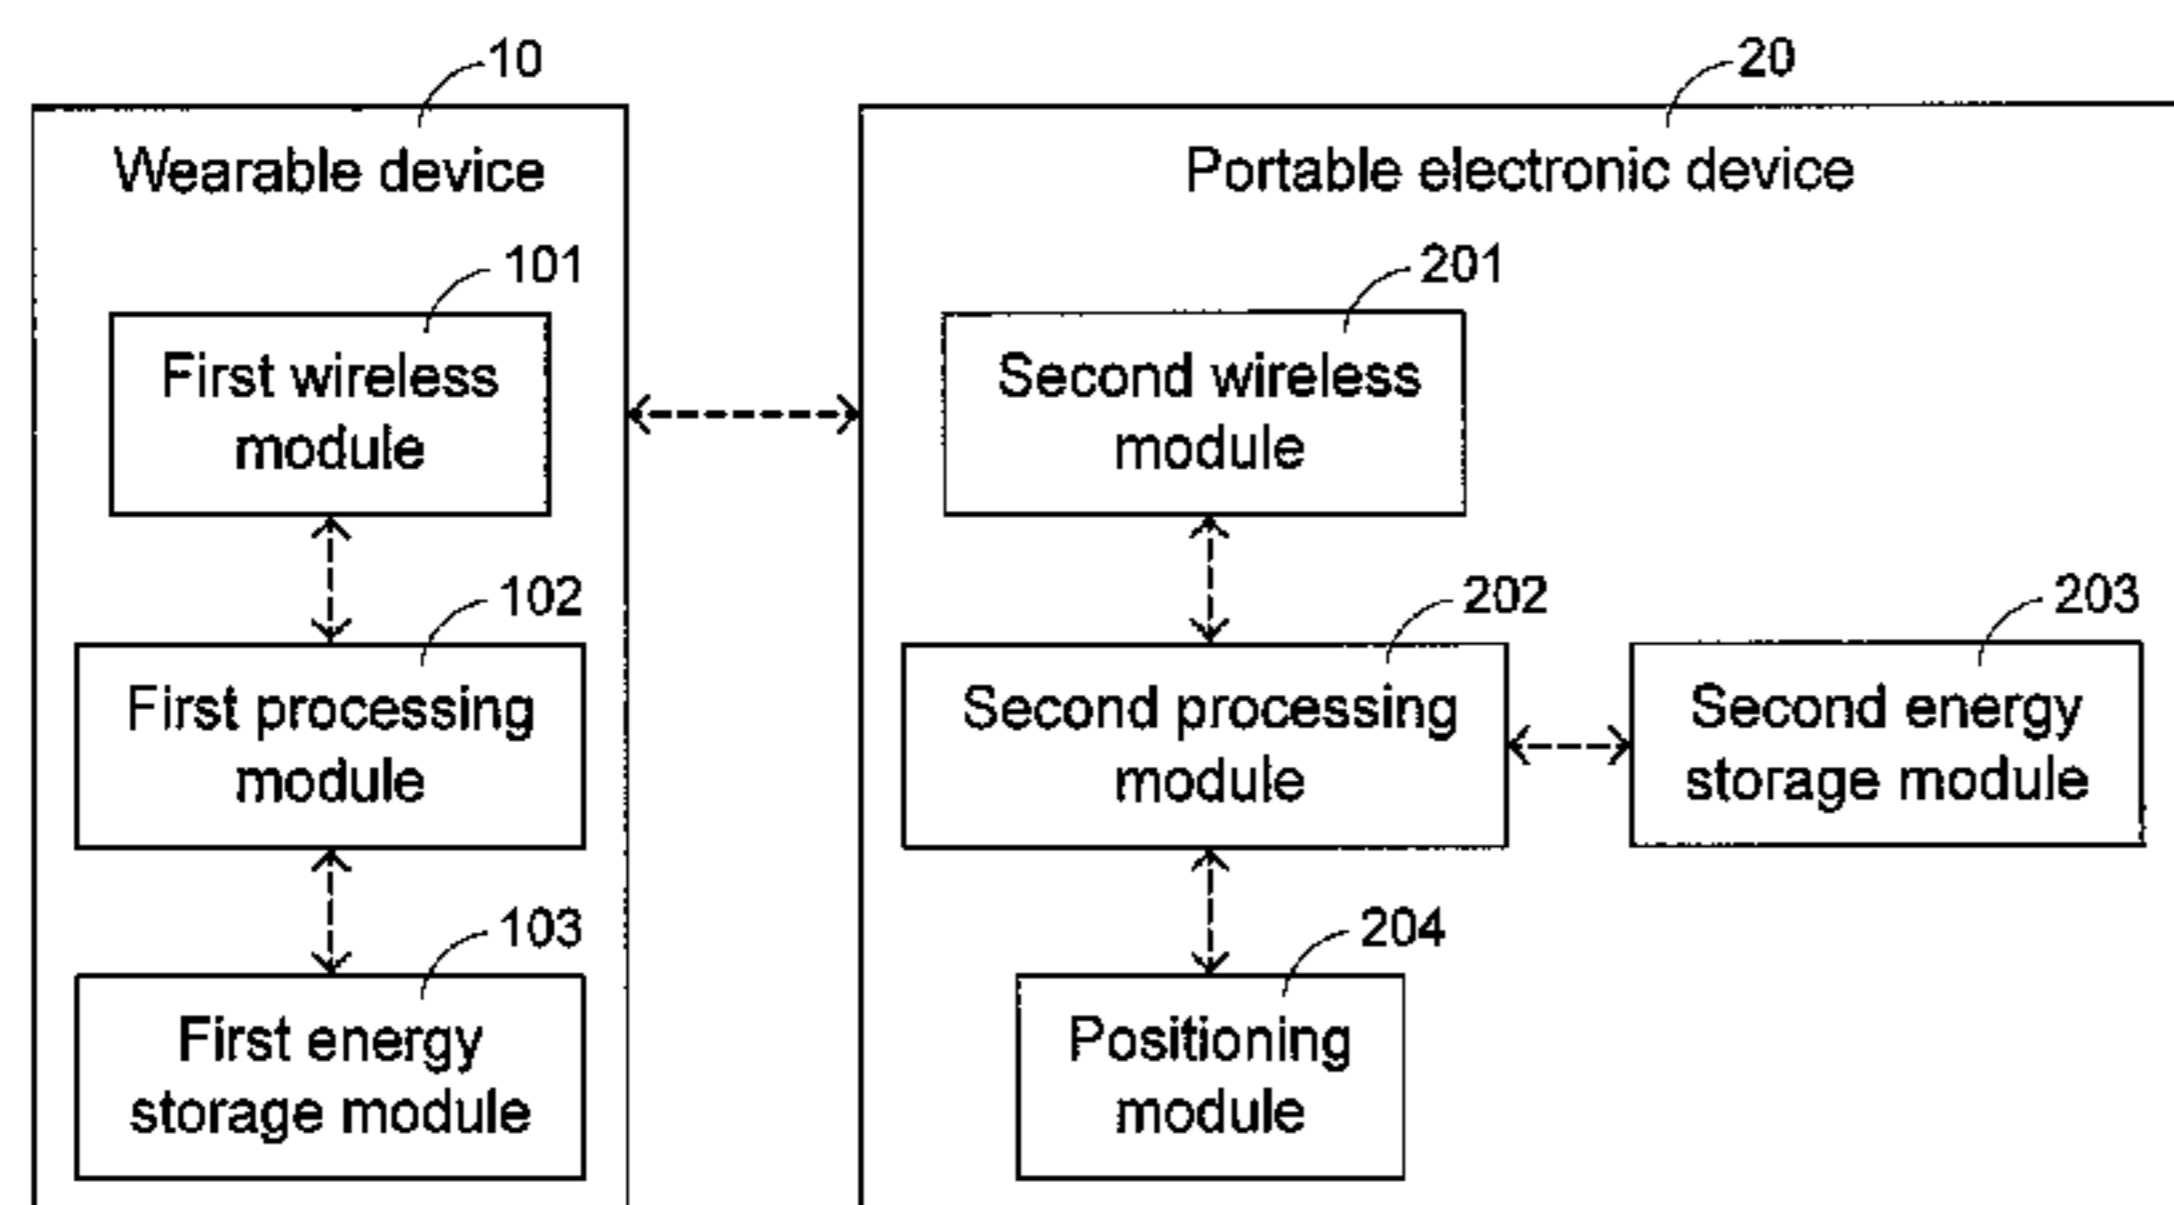 10
Wearable device
101
First wireless
module
102
First processing
module
103
First energy
storage module
20
Portable electronic device
201
Second wireless
module
202
Second processing
module
203
Second energy
storage module
204
Positioning
module